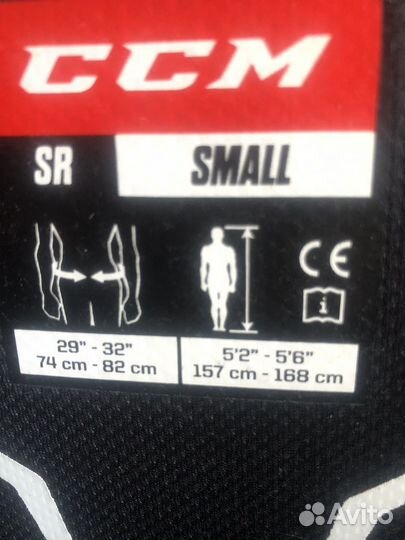 CCM
SR SMALL
CE
i
29" - 32"
74 cm - 82 cm
5'2" - 5'6"
157 cm - 168 cm
Avito